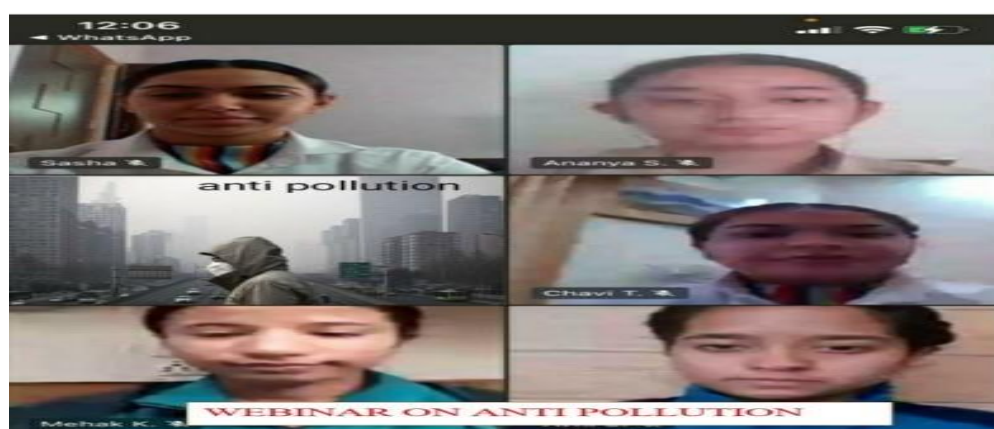 12:06
◄ WhatsApp
Sasha
Ananya S.
anti pollution
Chavi T.
WEBINAR ON ANTI POLLUTION
Mehak K.